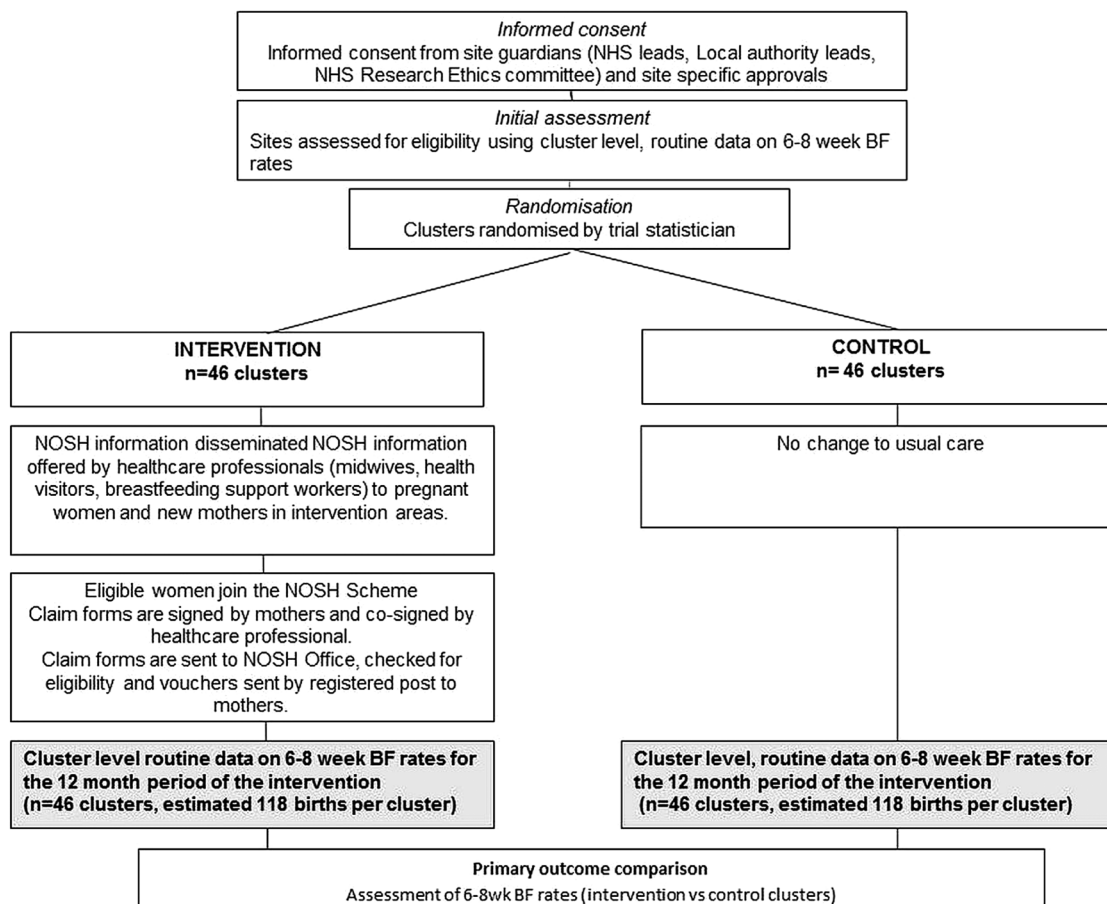 Informed consent
Informed consent from site guardians (NHS leads, Local authority leads,
NHS Research Ethics committee) and site specific approvals
Initial assessment
Sites assessed for eligibility using cluster level, routine data on 6-8 week BF
rates
Randomisation
Clusters randomised by trial statistician
INTERVENTION
n=46 clusters
CONTROL
n= 46 clusters
NOSH information disseminated NOSH information
offered by healthcare professionals (midwives, health
visitors, breastfeeding support workers) to pregnant
women and new mothers in intervention areas.
No change to usual care
Eligible women join the NOSH Scheme
Claim forms are signed by mothers and co-signed by
healthcare professional.
Claim forms are sent to NOSH Office, checked for
eligibility and vouchers sent by registered post to
mothers.
Cluster level routine data on 6-8 week BF rates for
the 12 month period of the intervention
(n=46 clusters, estimated 118 births per cluster)
Cluster level, routine data on 6-8 week BF rates for
the 12 month period of the intervention
(n=46 clusters, estimated 118 births per cluster)
Primary outcome comparison
Assessment of 6-8wk BF rates (intervention vs control clusters)